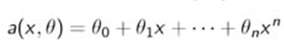 a(x, θ) = θ₀ + θ₁x + ⋯ + θₙxⁿ